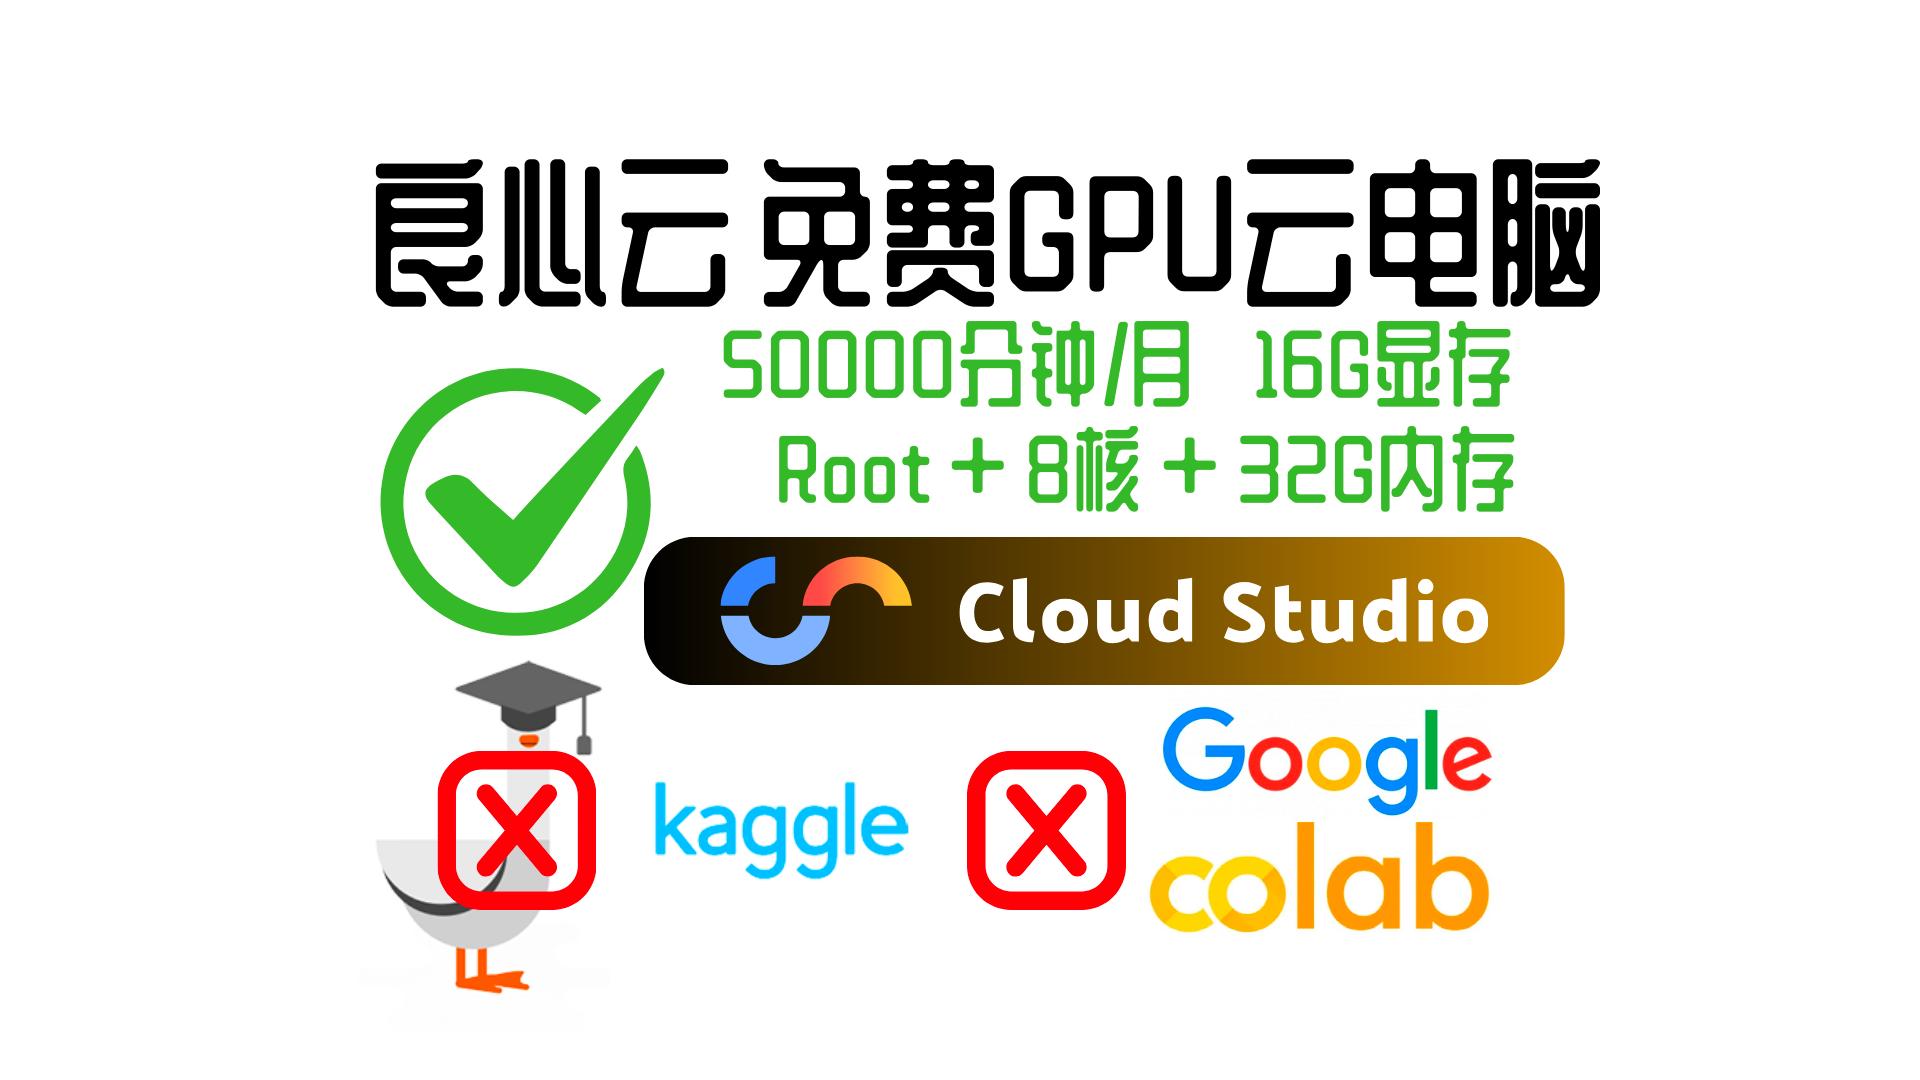 良心云 免费GPU云电脑
50000分钟/月 16G显存
Root + 8核 + 32G内存
Cloud Studio
kaggle
Google
colab